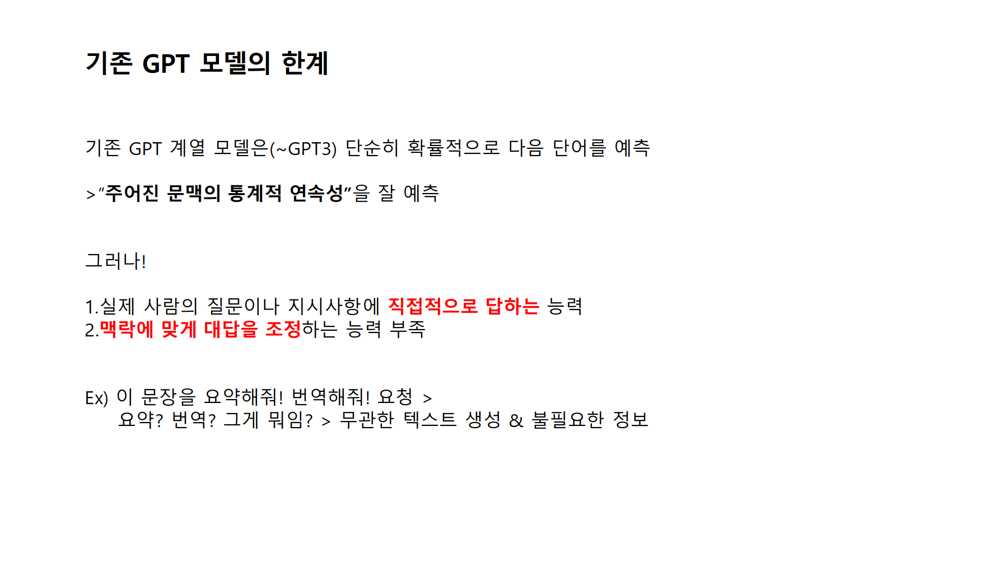 기존 GPT 모델의 한계
기존 GPT 계열 모델은(~GPT3) 단순히 확률적으로 다음 단어를 예측
>”주어진 문맥의 통계적 연속성”을 잘 예측
그러나!
1.실제 사람의 질문이나 지시사항에 직접적으로 답하는 능력
2.맥락에 맞게 대답을 조정하는 능력 부족
Ex) 이 문장을 요약해줘! 번역해줘! 요청 >
요약? 번역? 그게 뭐임? > 무관한 텍스트 생성 & 불필요한 정보